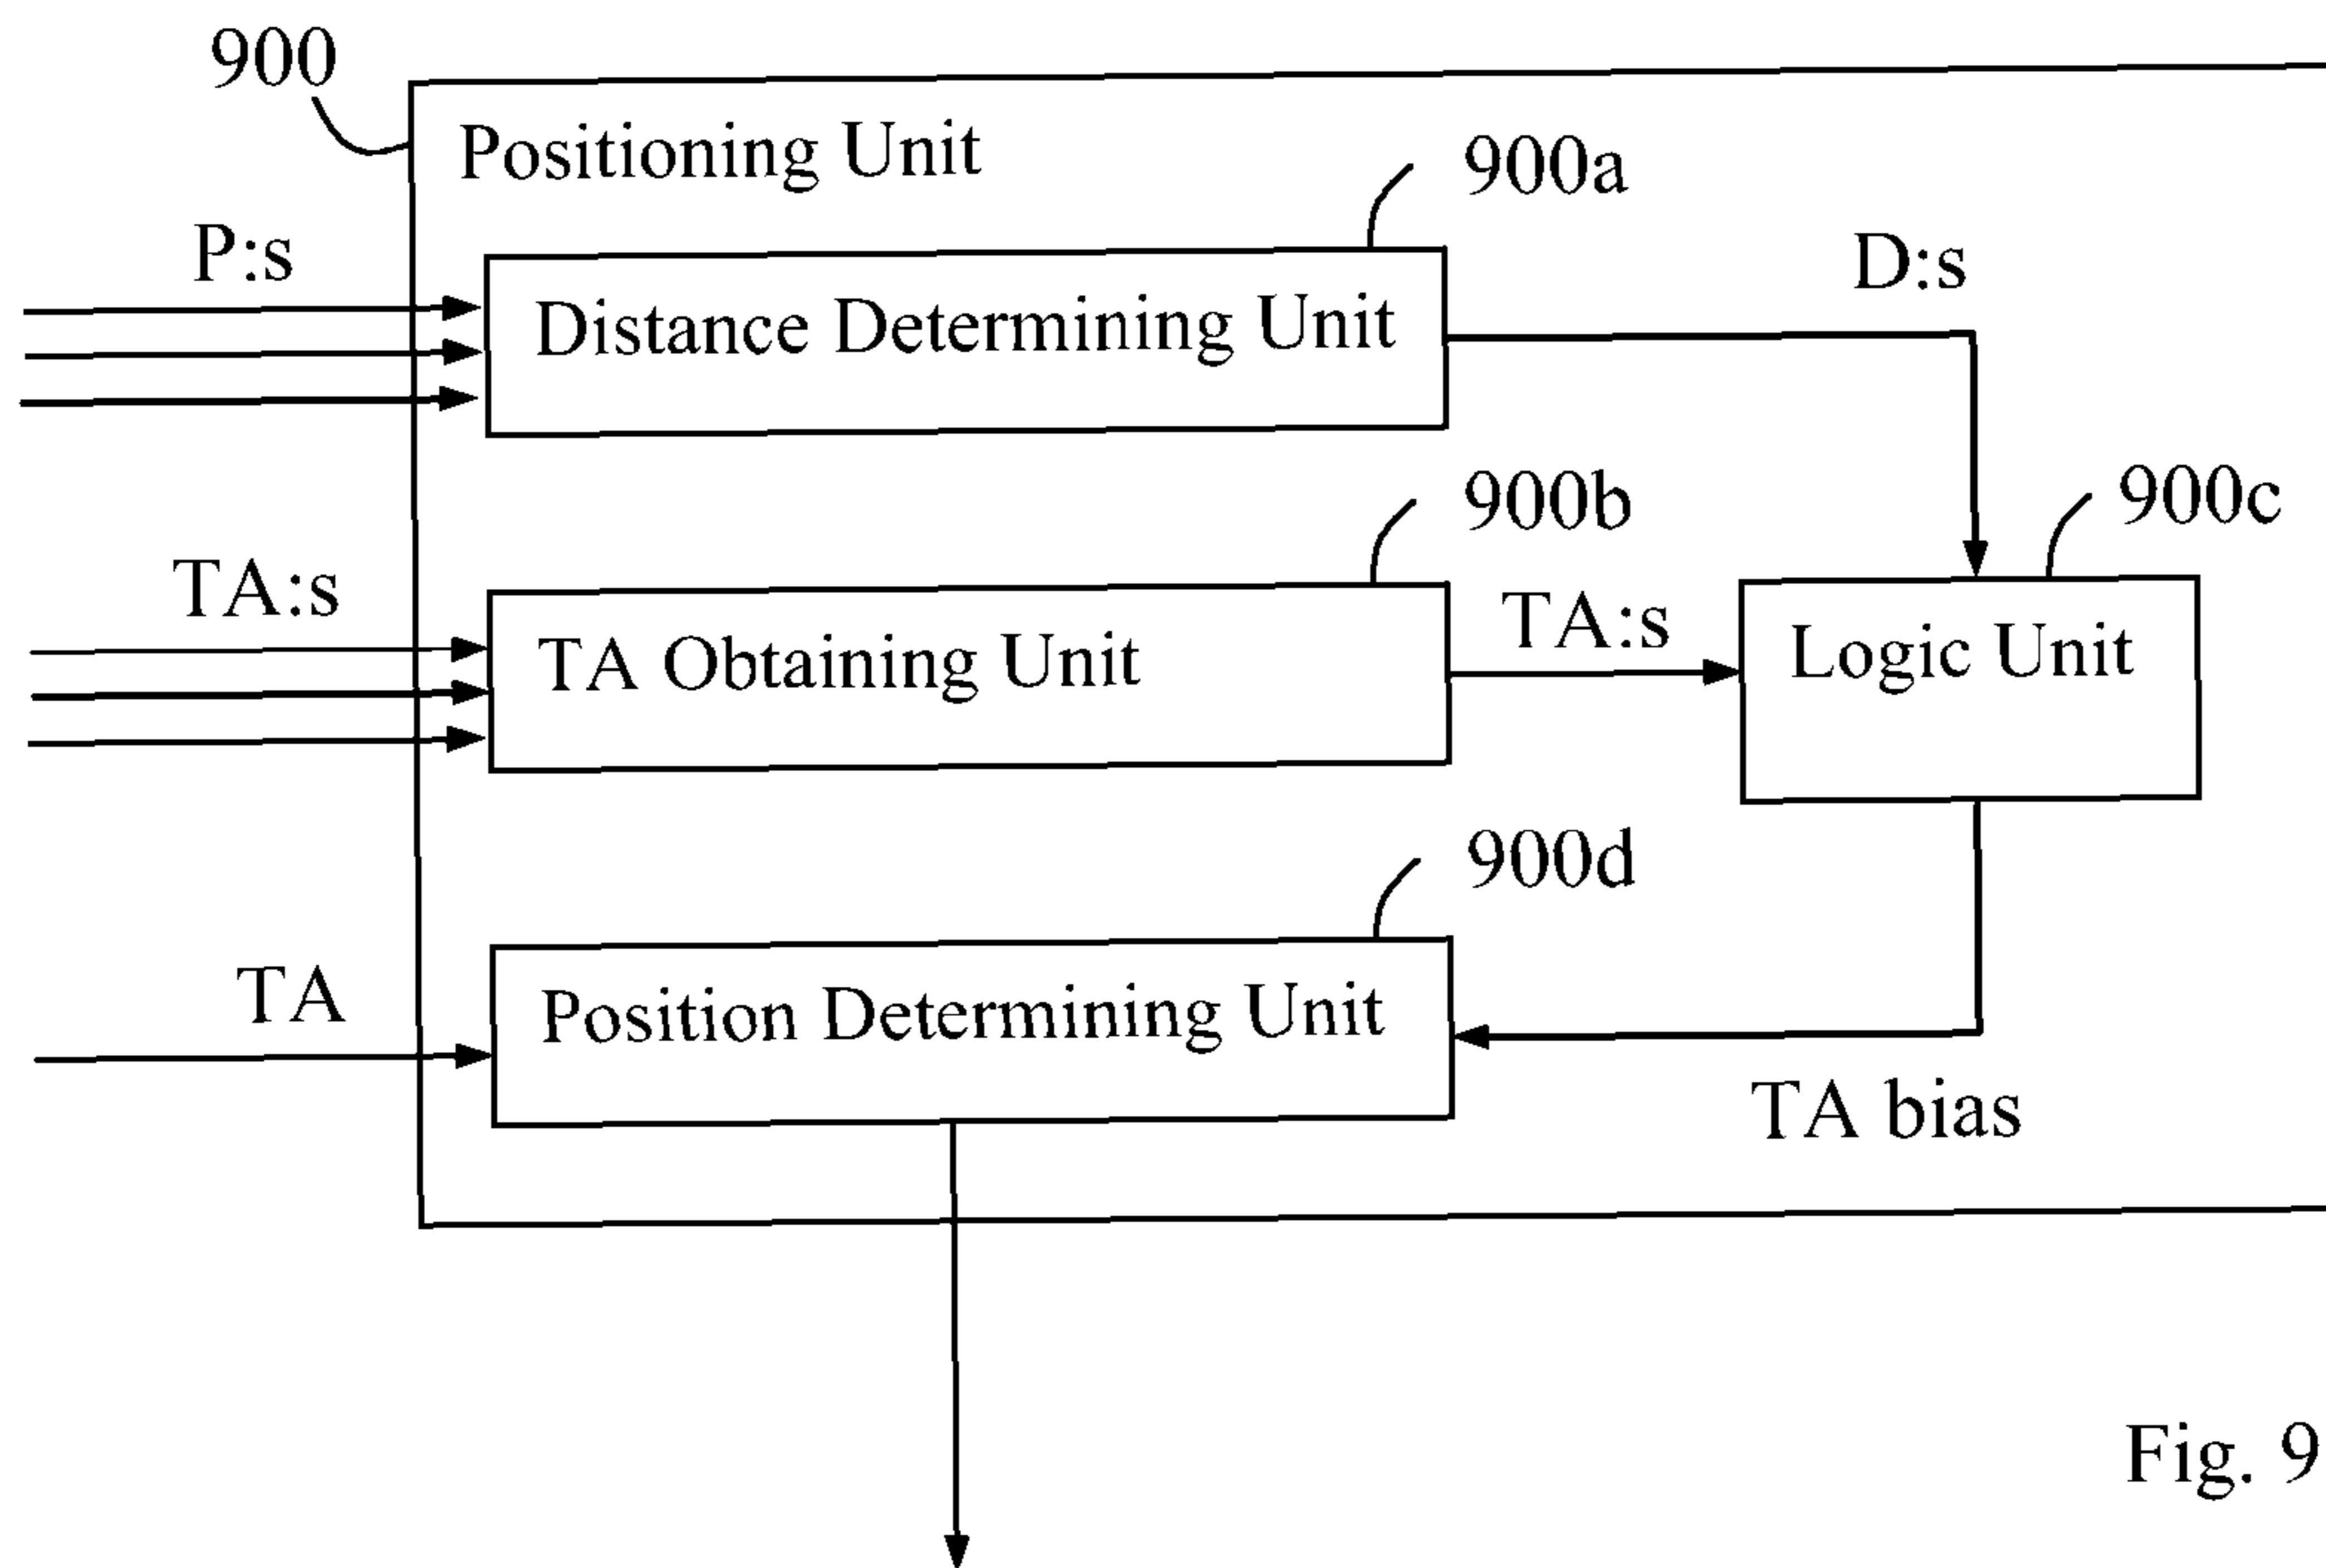 900
Positioning Unit
900a
P:s
D:s
Distance Determining Unit
900b
900c
TA:s
TA:s
TA Obtaining Unit
Logic Unit
900d
TA
Position Determining Unit
TA bias
Fig. 9